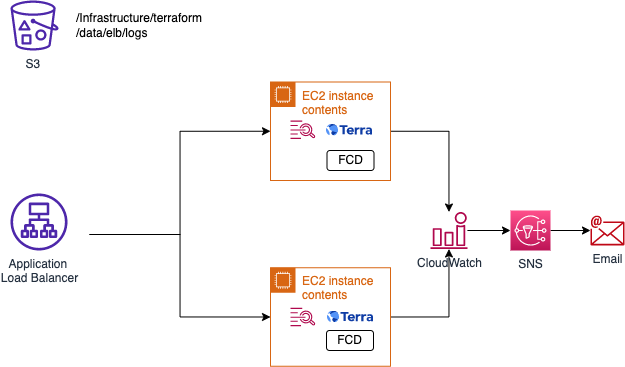 /Infrastructure/terraform
/data/elb/logs
S3
EC2 instance
contents
Terra
FCD
Application
Load Balancer
CloudWatch
SNS
@
Email
EC2 instance
contents
Terra
FCD